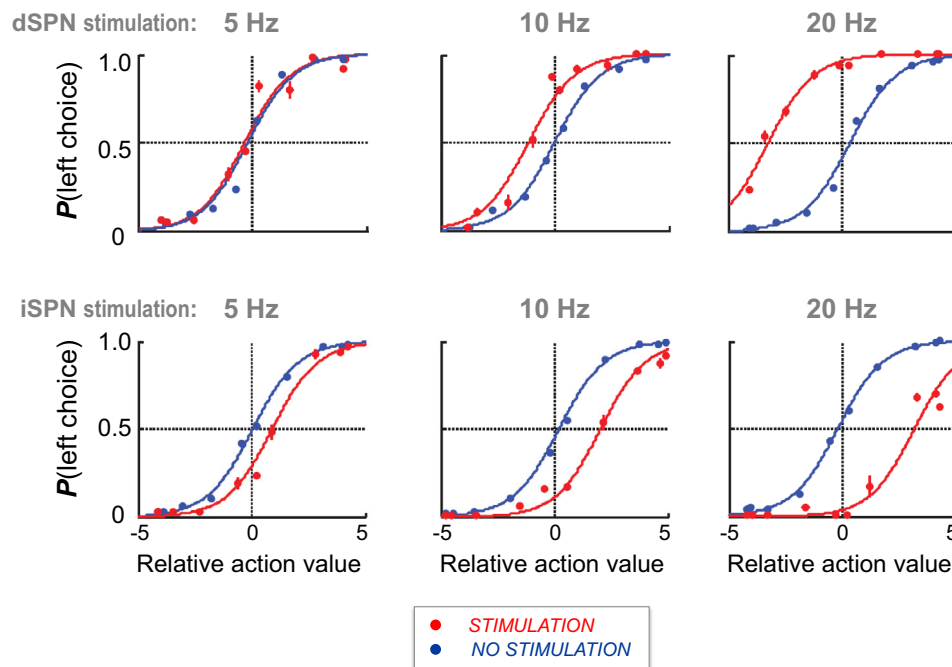 dSPN stimulation: 5 Hz 10 Hz 20 Hz
1.0
P(left choice)
0.5
0
iSPN stimulation: 5 Hz 10 Hz 20 Hz
1.0
P(left choice)
0.5
0
-5 0 5 -5 0 5 -5 0 5
Relative action value Relative action value Relative action value
STIMULATION
NO STIMULATION